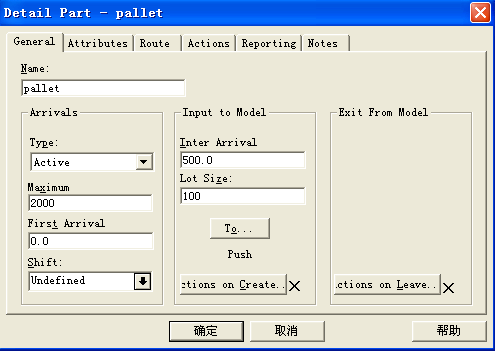 Detail Part - pallet
General Attributes Route Actions Reporting Notes
Name:
pallet
Arrivals Input to Model Exit From Model
Type: Inter Arrival
Active 500.0
Maximum Lot Size:
2000 100
First Arrival To...
0.0 Push
Shift:
Undefined ctions on Create.. ctions on Leave..
确定 取消 帮助